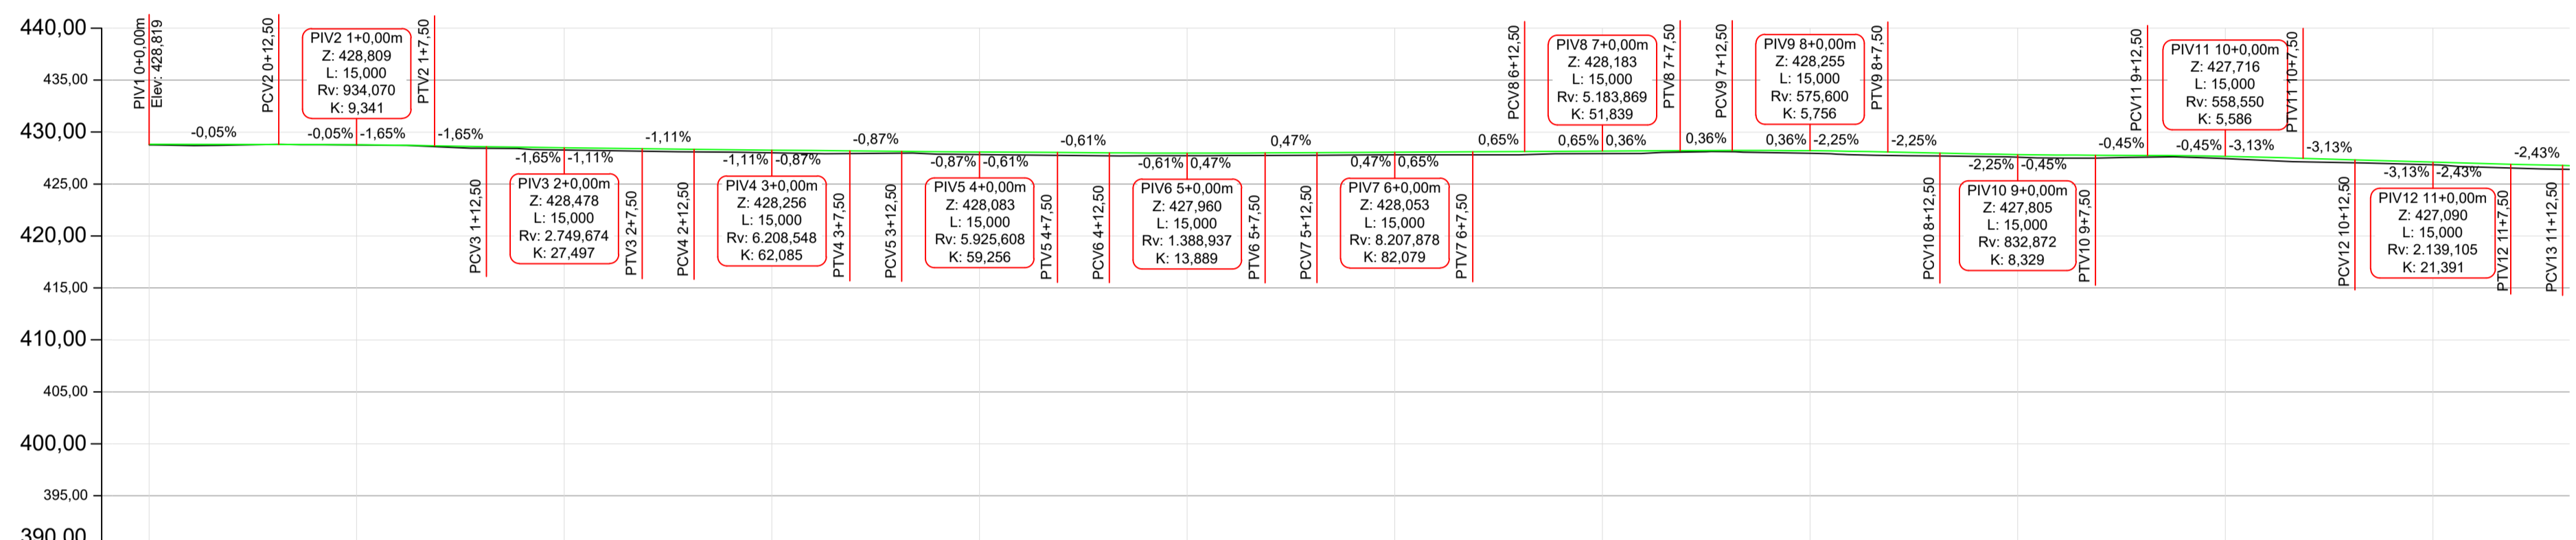 440,00
435,00
430,00
425,00
420,00
415,00
410,00
405,00
400,00
395,00
390,00
PIV1 0+0,00m
Elev: 428,819
-0,05%
PCV2 0+12,50
PIV2 1+0,00m
Z: 428,809
L: 15,000
Rv: 934,070
K: 9,341
-0,05%
-1,65%
PTV2 1+7,50
-1,65%
PCV3 1+12,50
-1,65%
-1,11%
PIV3 2+0,00m
Z: 428,478
L: 15,000
Rv: 2.749,674
K: 27,497
PTV3 2+7,50
-1,11%
PCV4 2+12,50
-1,11%
-0,87%
PIV4 3+0,00m
Z: 428,256
L: 15,000
Rv: 6.208,548
K: 62,085
PTV4 3+7,50
-0,87%
PCV5 3+12,50
-0,87%
-0,61%
PIV5 4+0,00m
Z: 428,083
L: 15,000
Rv: 5.925,608
K: 59,256
PTV5 4+7,50
-0,61%
PCV6 4+12,50
-0,61%
0,47%
PIV6 5+0,00m
Z: 427,960
L: 15,000
Rv: 1.388,937
K: 13,889
PTV6 5+7,50
0,47%
PCV7 5+12,50
0,47%
0,65%
PIV7 6+0,00m
Z: 428,053
L: 15,000
Rv: 8.207,878
K: 82,079
PTV7 6+7,50
0,65%
PCV8 6+12,50
PIV8 7+0,00m
Z: 428,183
L: 15,000
Rv: 5.183,869
K: 51,839
0,65%
0,36%
PTV8 7+7,50
0,36%
PCV9 7+12,50
PIV9 8+0,00m
Z: 428,255
L: 15,000
Rv: 575,600
K: 5,756
0,36%
-2,25%
PTV9 8+7,50
-2,25%
PCV10 8+12,50
-2,25%
-0,45%
PIV10 9+0,00m
Z: 427,805
L: 15,000
Rv: 832,872
K: 8,329
PTV10 9+7,50
-0,45%
PCV11 9+12,50
PIV11 10+0,00m
Z: 427,716
L: 15,000
Rv: 558,550
K: 5,586
-0,45%
-3,13%
PTV11 10+7,50
-3,13%
PCV12 10+12,50
-3,13%
-2,43%
PIV12 11+0,00m
Z: 427,090
L: 15,000
Rv: 2.139,105
K: 21,391
PTV12 11+7,50
-2,43%
PCV13 11+12,50